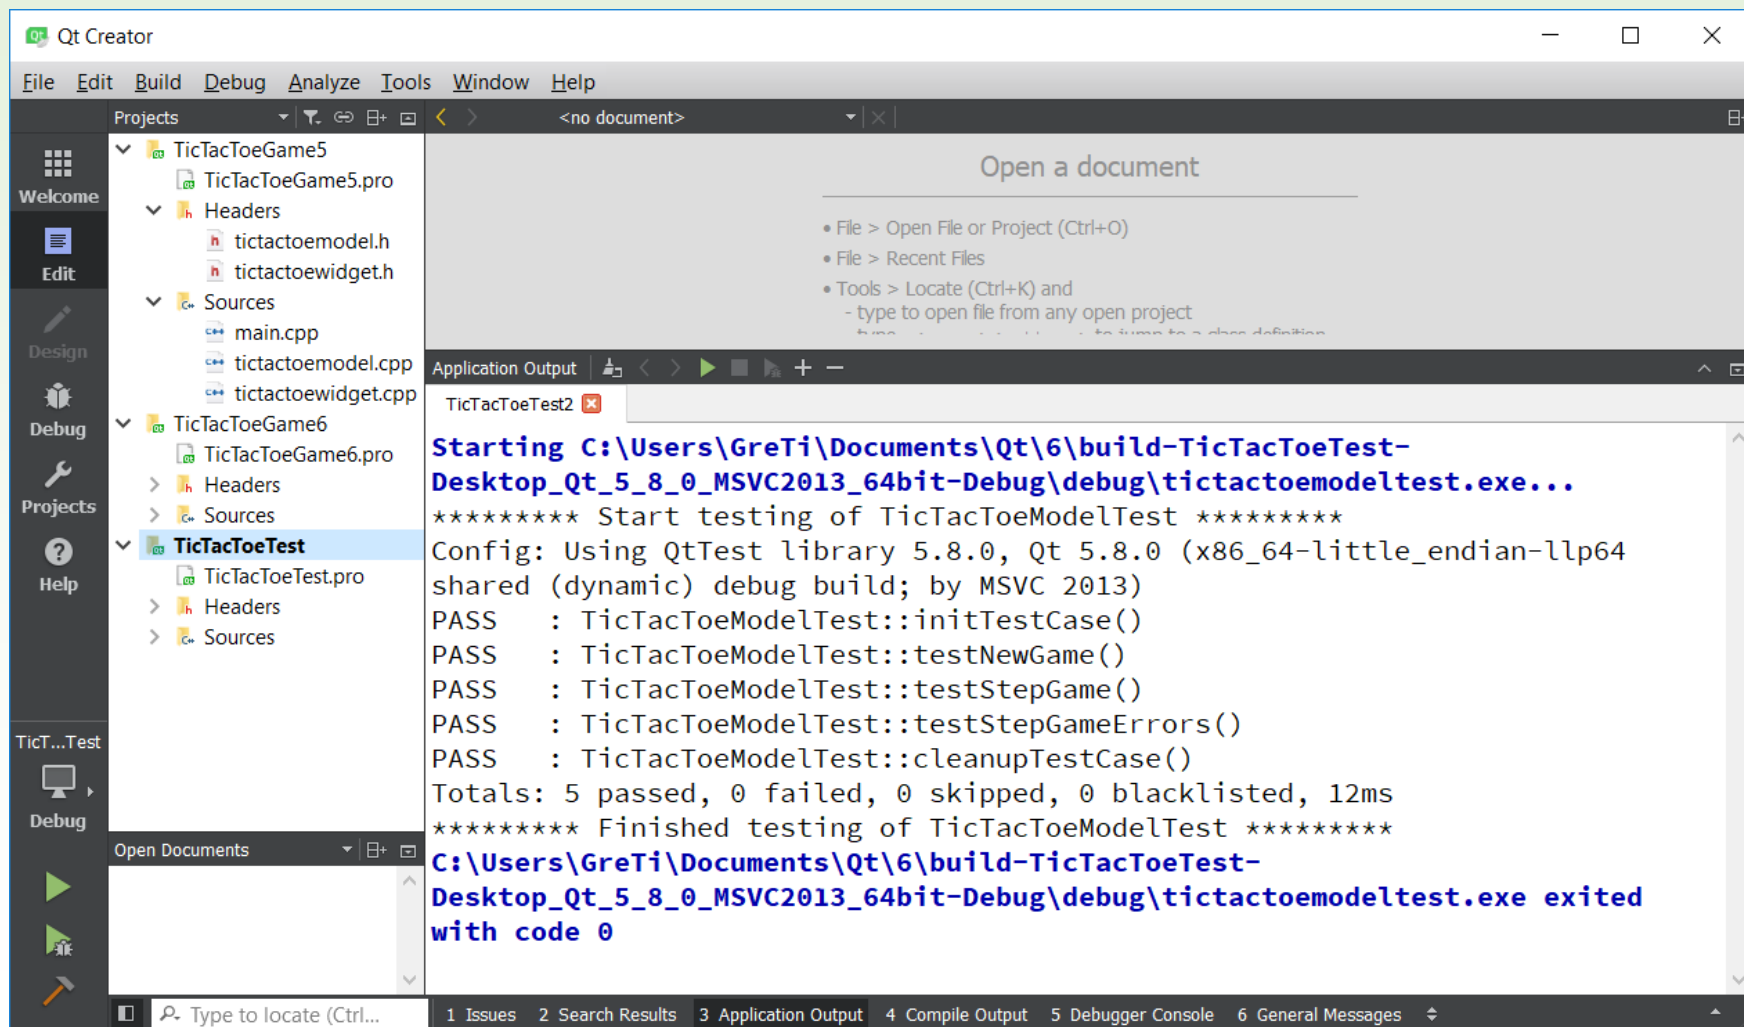 Qt Creator
File Edit Build Debug Analyze Tools Window Help
Projects
<no document>
Welcome
Edit
Design
Debug
Projects
Help
TicTacToeGame5
TicTacToeGame5.pro
Headers
tictactoemodel.h
tictactoewidget.h
Sources
main.cpp
tictactoemodel.cpp
tictactoewidget.cpp
TicTacToeGame6
TicTacToeGame6.pro
Headers
Sources
TicTacToeTest
TicTacToeTest.pro
Headers
Sources
TicT...Test
Debug
Open Documents
Open a document
• File > Open File or Project (Ctrl+O)
• File > Recent Files
• Tools > Locate (Ctrl+K) and
- type to open file from any open project
- type to jump to a class definition
Application Output
TicTacToeTest2
Starting C:\Users\GreTi\Documents\Qt\6\build-TicTacToeTest-
Desktop_Qt_5_8_0_MSVC2013_64bit-Debug\debug\tictactoemodeltest.exe...
********* Start testing of TicTacToeModelTest *********
Config: Using QtTest library 5.8.0, Qt 5.8.0 (x86_64-little_endian-llp64
shared (dynamic) debug build; by MSVC 2013)
PASS   : TicTacToeModelTest::initTestCase()
PASS   : TicTacToeModelTest::testNewGame()
PASS   : TicTacToeModelTest::testStepGame()
PASS   : TicTacToeModelTest::testStepGameErrors()
PASS   : TicTacToeModelTest::cleanupTestCase()
Totals: 5 passed, 0 failed, 0 skipped, 0 blacklisted, 12ms
********* Finished testing of TicTacToeModelTest *********
C:\Users\GreTi\Documents\Qt\6\build-TicTacToeTest-
Desktop_Qt_5_8_0_MSVC2013_64bit-Debug\debug\tictactoemodeltest.exe exited
with code 0
Type to locate (Ctrl...
1 Issues 2 Search Results 3 Application Output 4 Compile Output 5 Debugger Console 6 General Messages